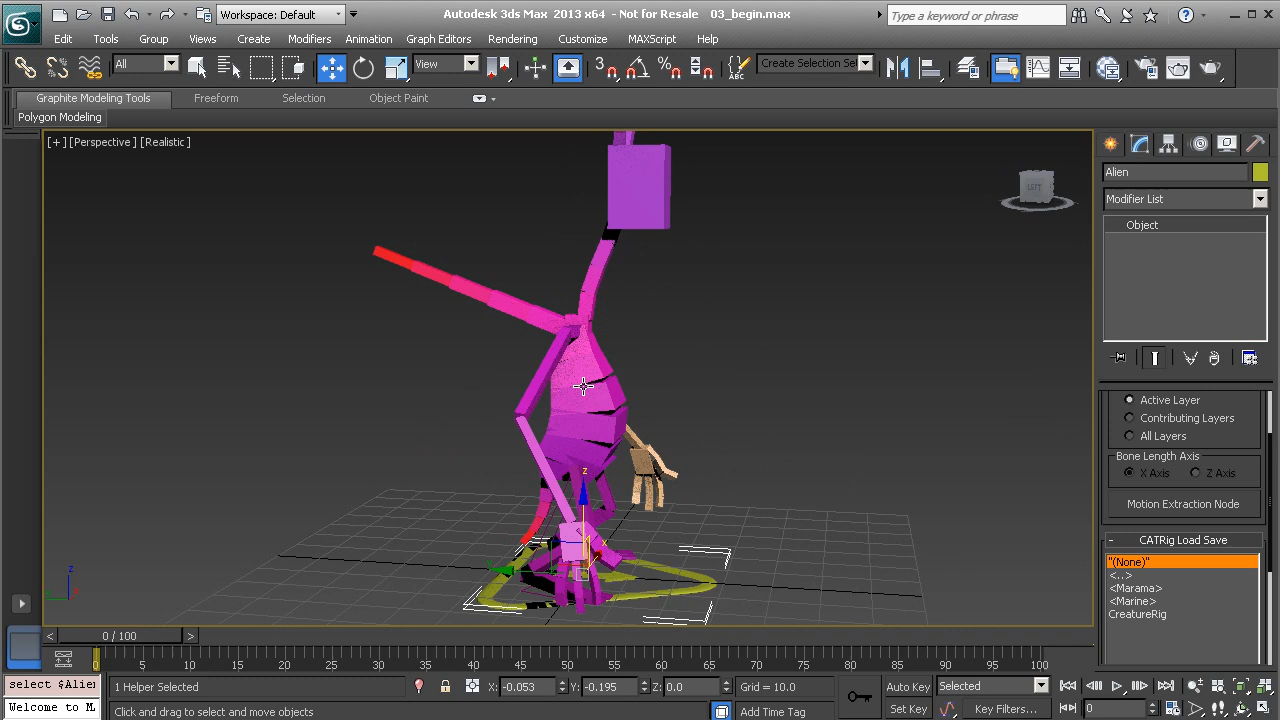 Workspace: Default
Autodesk 3ds Max 2013 x64 - Not for Resale 03_begin.max
Type a keyword or phrase
Edit Tools Group Views Create Modifiers Animation Graph Editors Rendering Customize MAXScript Help
All View 3 Create Selection Se
Graphite Modeling Tools Freeform Selection Object Paint
Polygon Modeling
[+] [Perspective] [Realistic]
LEFT
Alien
Modifier List
Object
Active Layer
Contributing Layers
All Layers
Bone Length Axis
X Axis Z Axis
Motion Extraction Node
- CATRig Load Save
"(None)"
<..>
<Marama>
<Marine>
CreatureRig
z
x
z
< 0 / 100 >
0 5 10 15 20 25 30 35 40 45 50 55 60 65 70 75 80 85 90 95 100
select $Alie 1 Helper Selected X: -0.053 Y: -0.195 Z: 0.0 Grid = 10.0 Auto Key Selected
Welcome to M Click and drag to select and move objects Add Time Tag Set Key Key Filters... 0